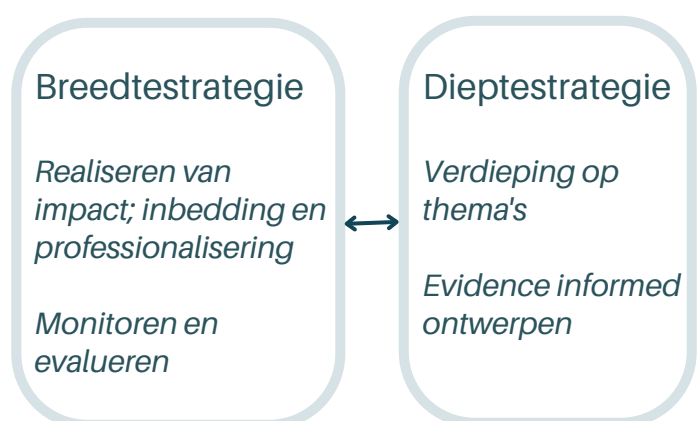 Breedtestrategie
Realiseren van
impact; inbedding en
professionalisering
Monitoren en
evalueren
Dieptestrategie
Verdieping op
thema's
Evidence informed
ontwerpen